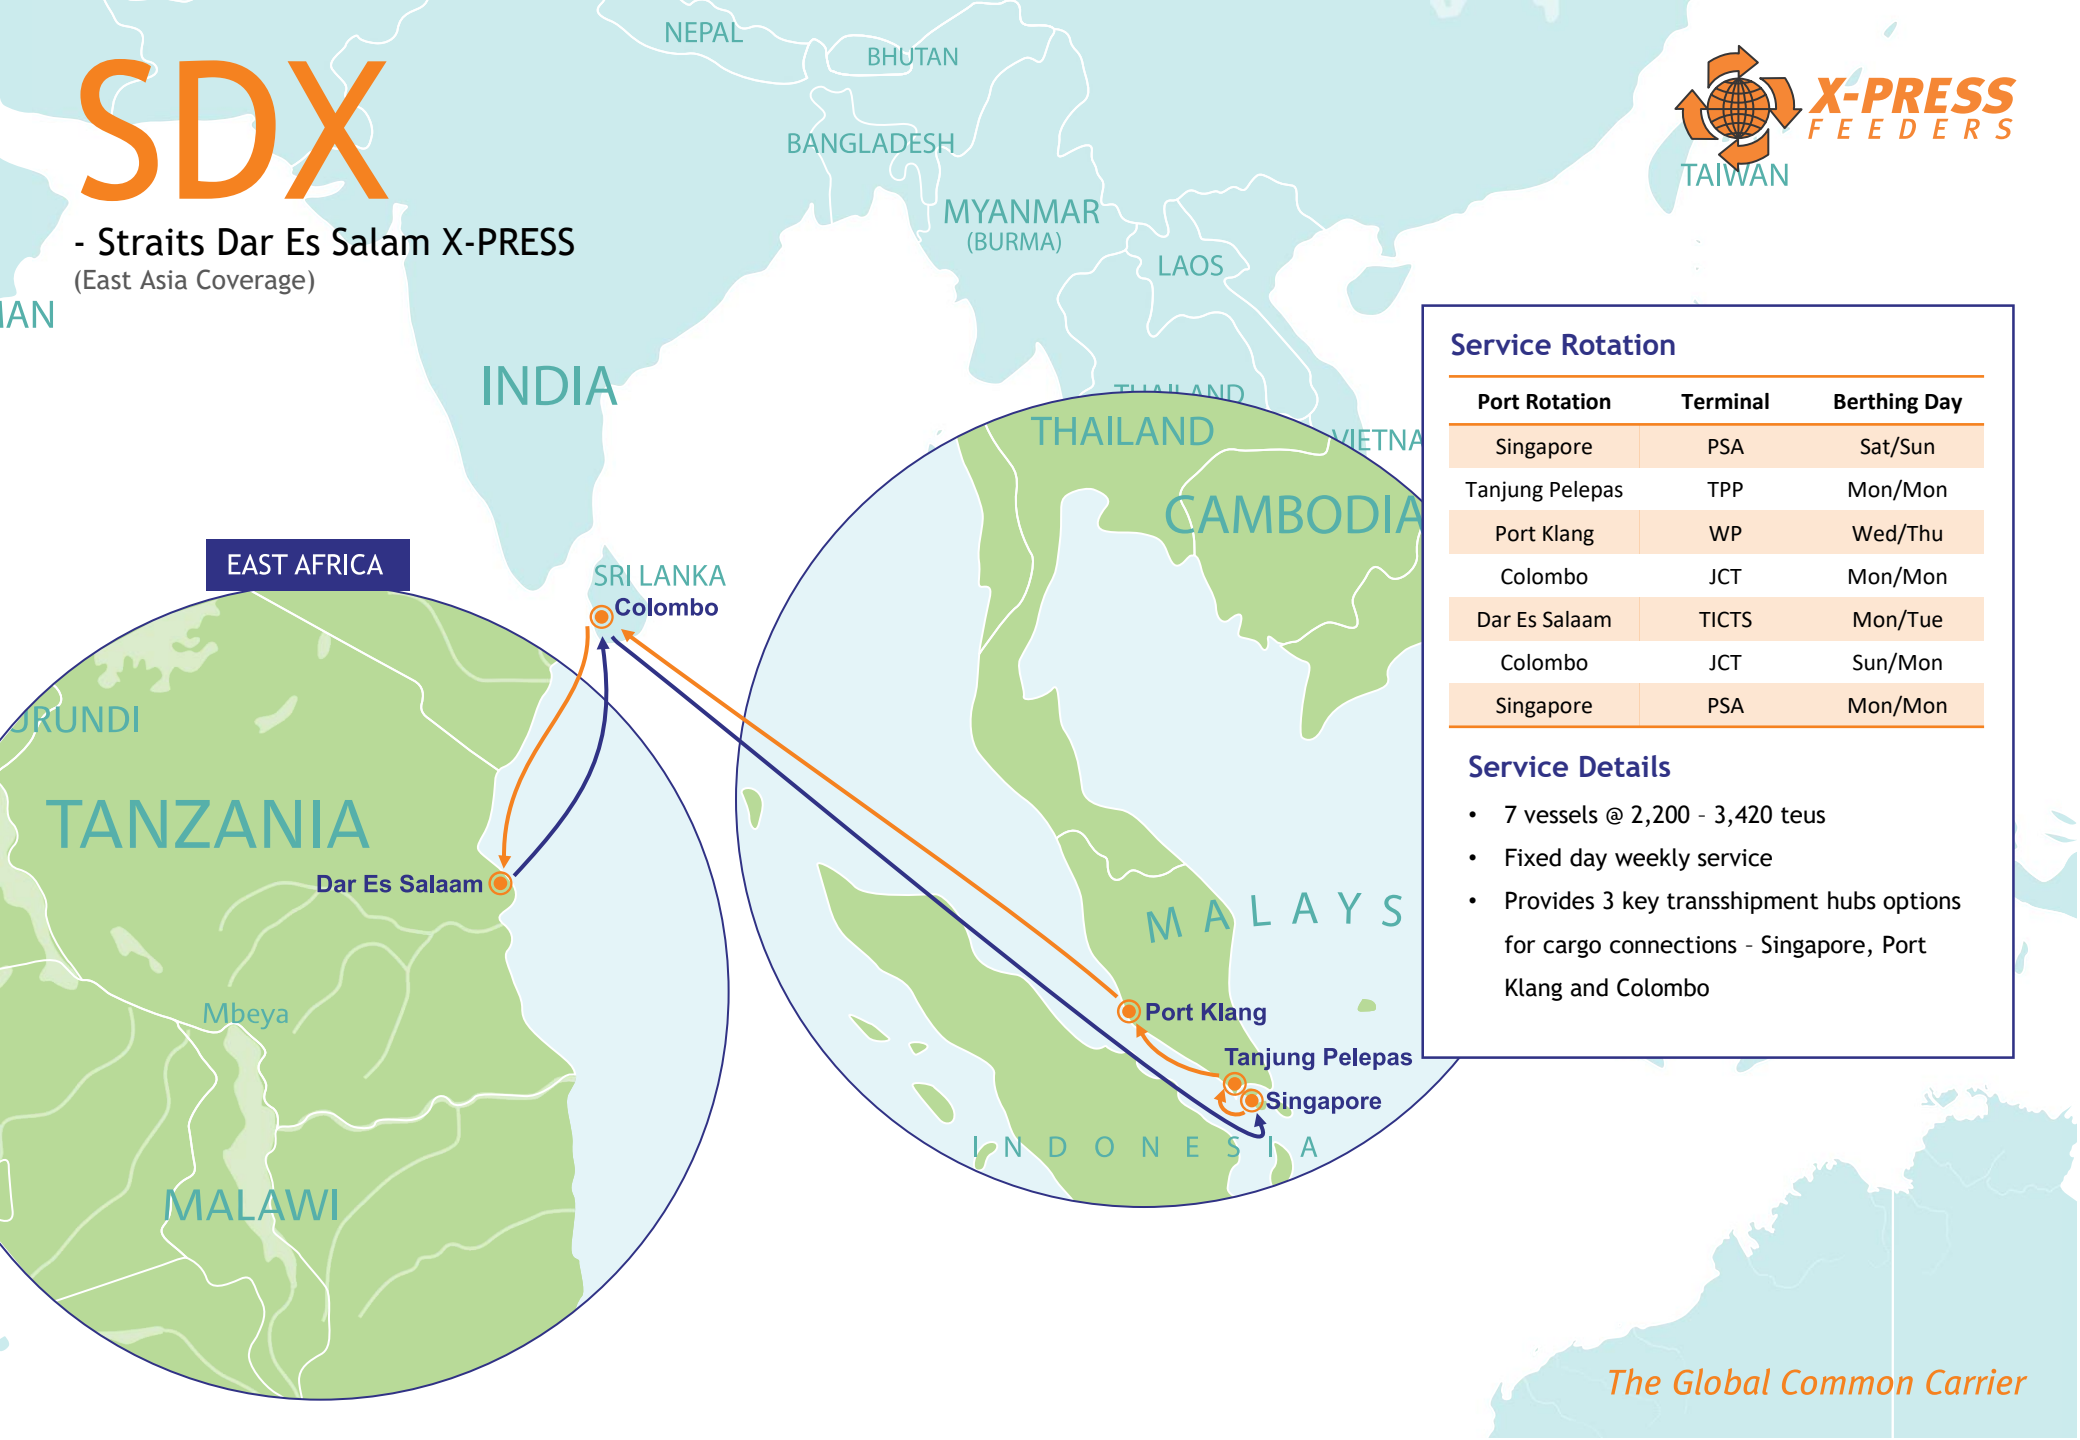 SDX
- Straits Dar Es Salam X-PRESS
(East Asia Coverage)
X-PRESS
FEEDERS
NEPAL
BHUTAN
BANGLADESH
MYANMAR
(BURMA)
LAOS
TAIWAN
IAN
INDIA
THAILAND
THAILAND
VIETNA
CAMBODIA
EAST AFRICA
SRI LANKA
Colombo
URUNDI
TANZANIA
Dar Es Salaam
Mbeya
MALAWI
MALAYS
Port Klang
Tanjung Pelepas
Singapore
INDONESIA
Service Rotation
Port Rotation Terminal Berthing Day
Singapore PSA Sat/Sun
Tanjung Pelepas TPP Mon/Mon
Port Klang WP Wed/Thu
Colombo JCT Mon/Mon
Dar Es Salaam TICTS Mon/Tue
Colombo JCT Sun/Mon
Singapore PSA Mon/Mon
Service Details
• 7 vessels @ 2,200 – 3,420 teus
• Fixed day weekly service
• Provides 3 key transshipment hubs options
for cargo connections – Singapore, Port
Klang and Colombo
The Global Common Carrier